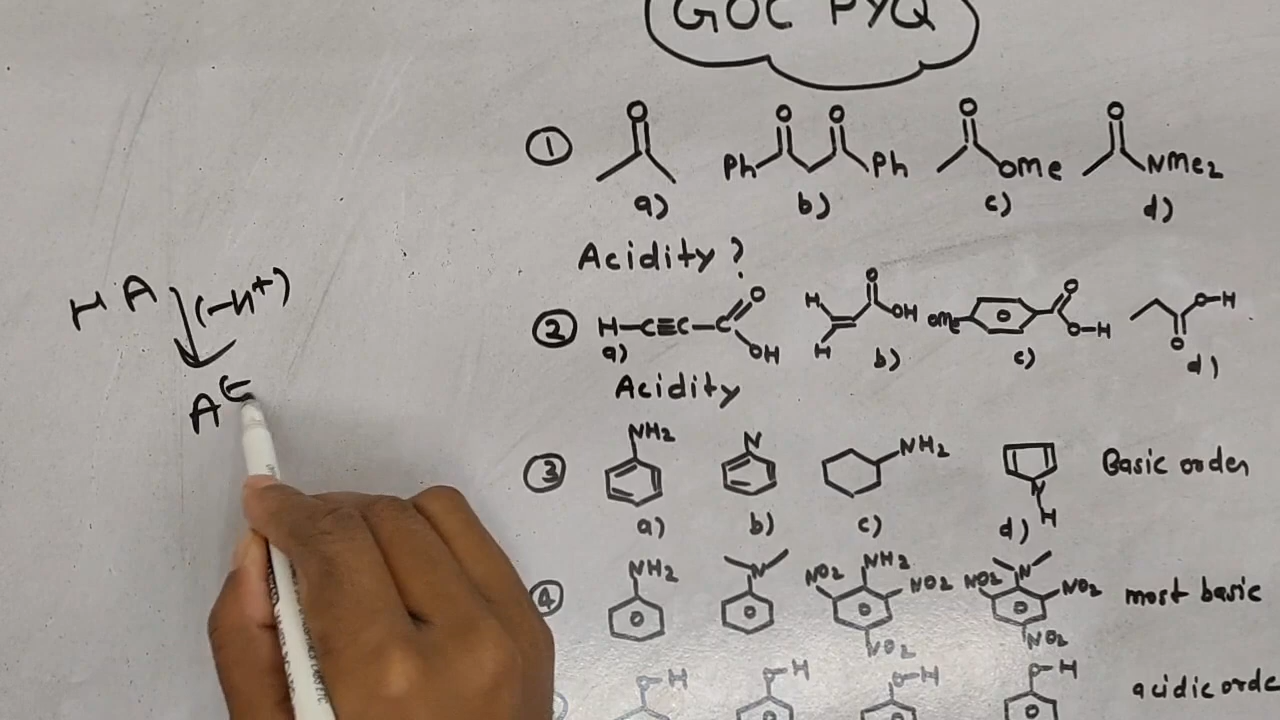 GOC PYQ
① O O O O
Ph Ph OMe NMe2
a) b) c) d)
Acidity ?
② H-C≡C-C O OH H H O OH OMe O O-H O-H O
a) b) c) d)
Acidity
③ NH2 N NH2 N H Basic order
a) b) c) d)
④ NH2 N NO2 NH2 NO2 NO2 NO2 N NO2 NO2 most basic
O-H O-H O-H O-H acidic orde
H A (-H+)
A